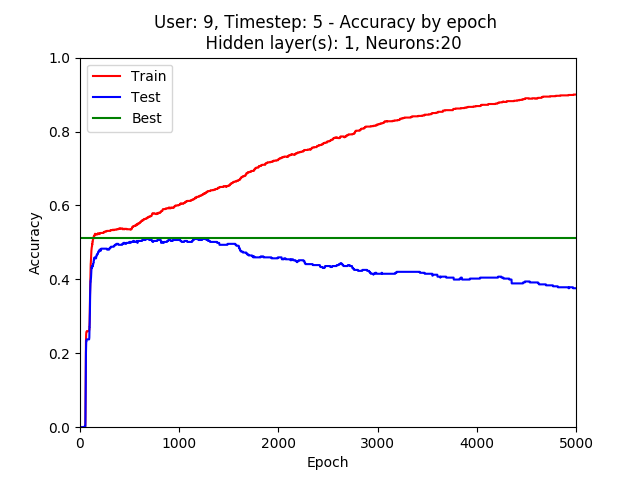 User: 9, Timestep: 5 - Accuracy by epoch
Hidden layer(s): 1, Neurons:20
Train
Test
Best
1.0
0.8
0.6
0.4
0.2
0.0
Accuracy
0 1000 2000 3000 4000 5000
Epoch